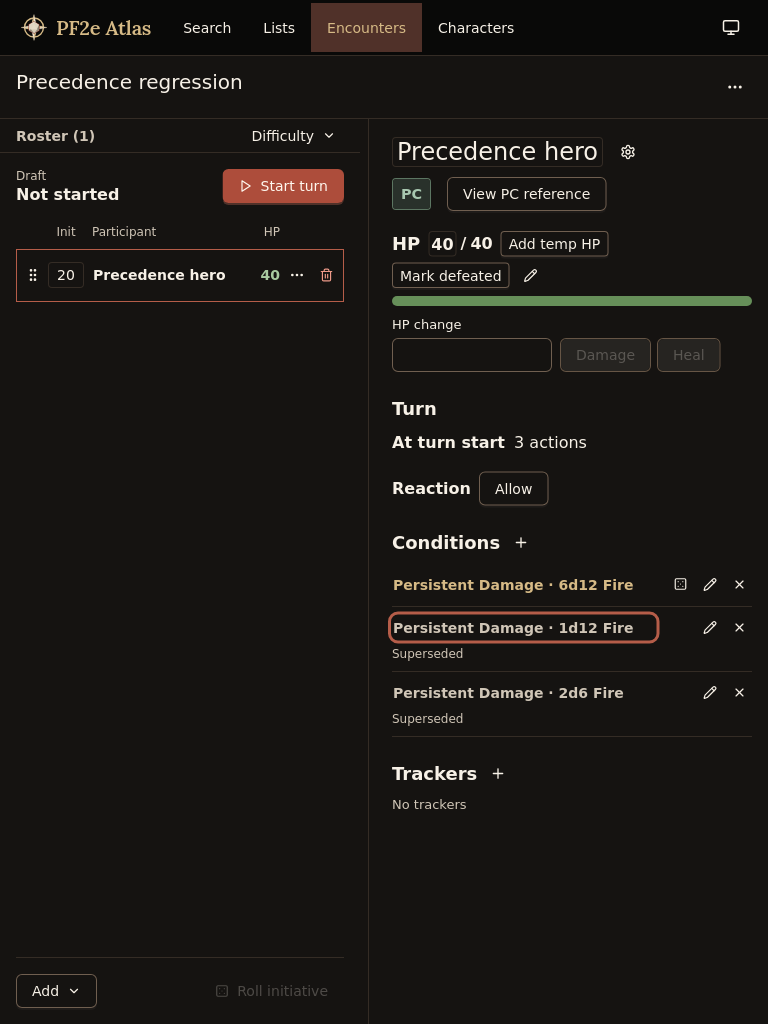 PF2e Atlas Search Lists Encounters Characters
Precedence regression
Roster (1) Difficulty
Draft
Not started
Start turn
Init Participant HP
20 Precedence hero 40
Add
Roll initiative
Precedence hero
PC View PC reference
HP 40 / 40 Add temp HP
Mark defeated
HP change
Damage Heal
Turn
At turn start 3 actions
Reaction Allow
Conditions
Persistent Damage · 6d12 Fire
Persistent Damage · 1d12 Fire
Superseded
Persistent Damage · 2d6 Fire
Superseded
Trackers
No trackers